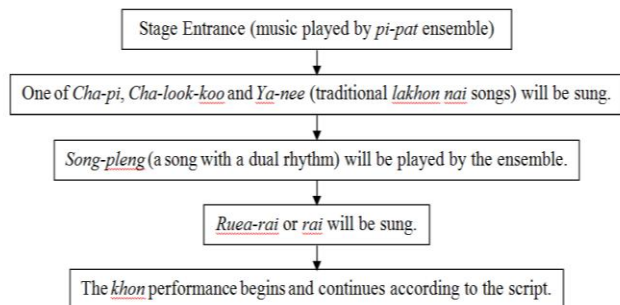 Stage Entrance (music played by pi-pat ensemble)
One of Cha-pi, Cha-look-koo and Ya-nee (traditional lakhon nai songs) will be sung.
Song-pleng (a song with a dual rhythm) will be played by the ensemble.
Ruea-rai or rai will be sung.
The khon performance begins and continues according to the script.